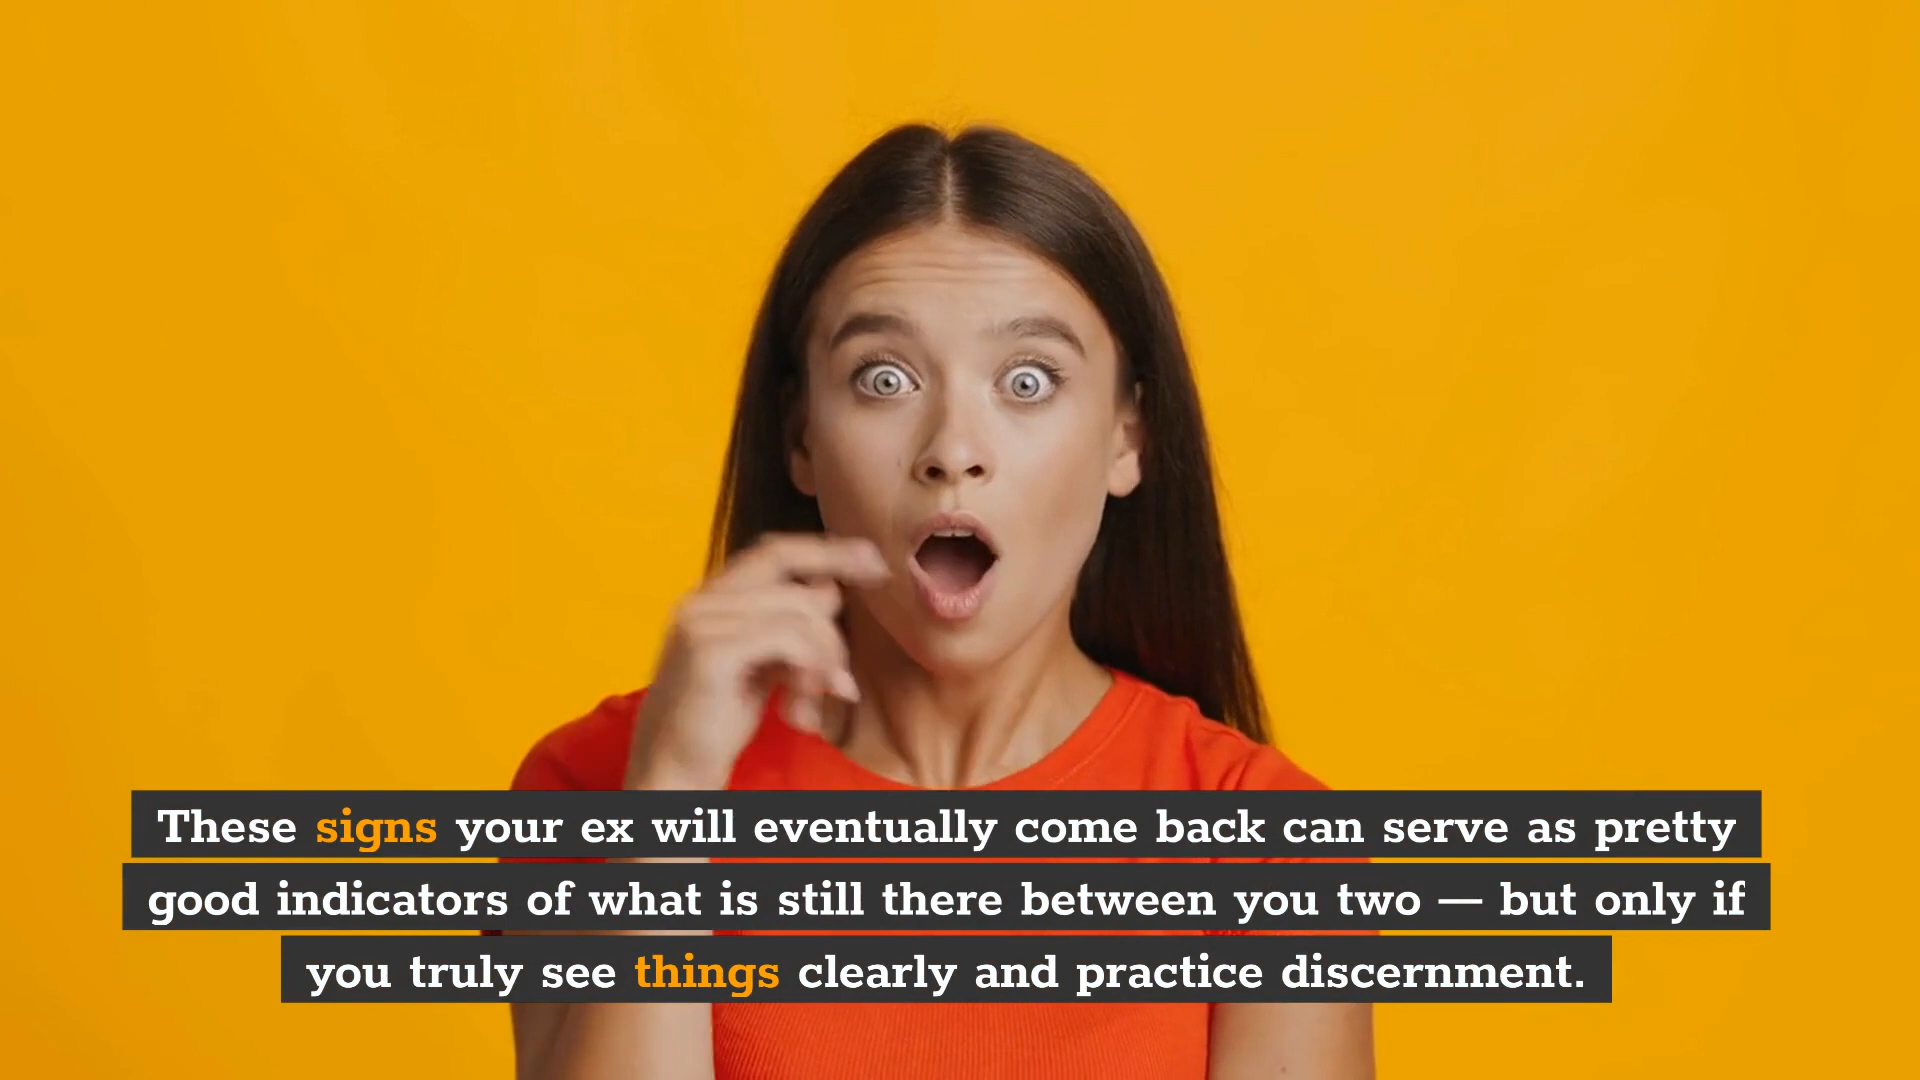 These signs your ex will eventually come back can serve as pretty
good indicators of what is still there between you two — but only if
you truly see things clearly and practice discernment.